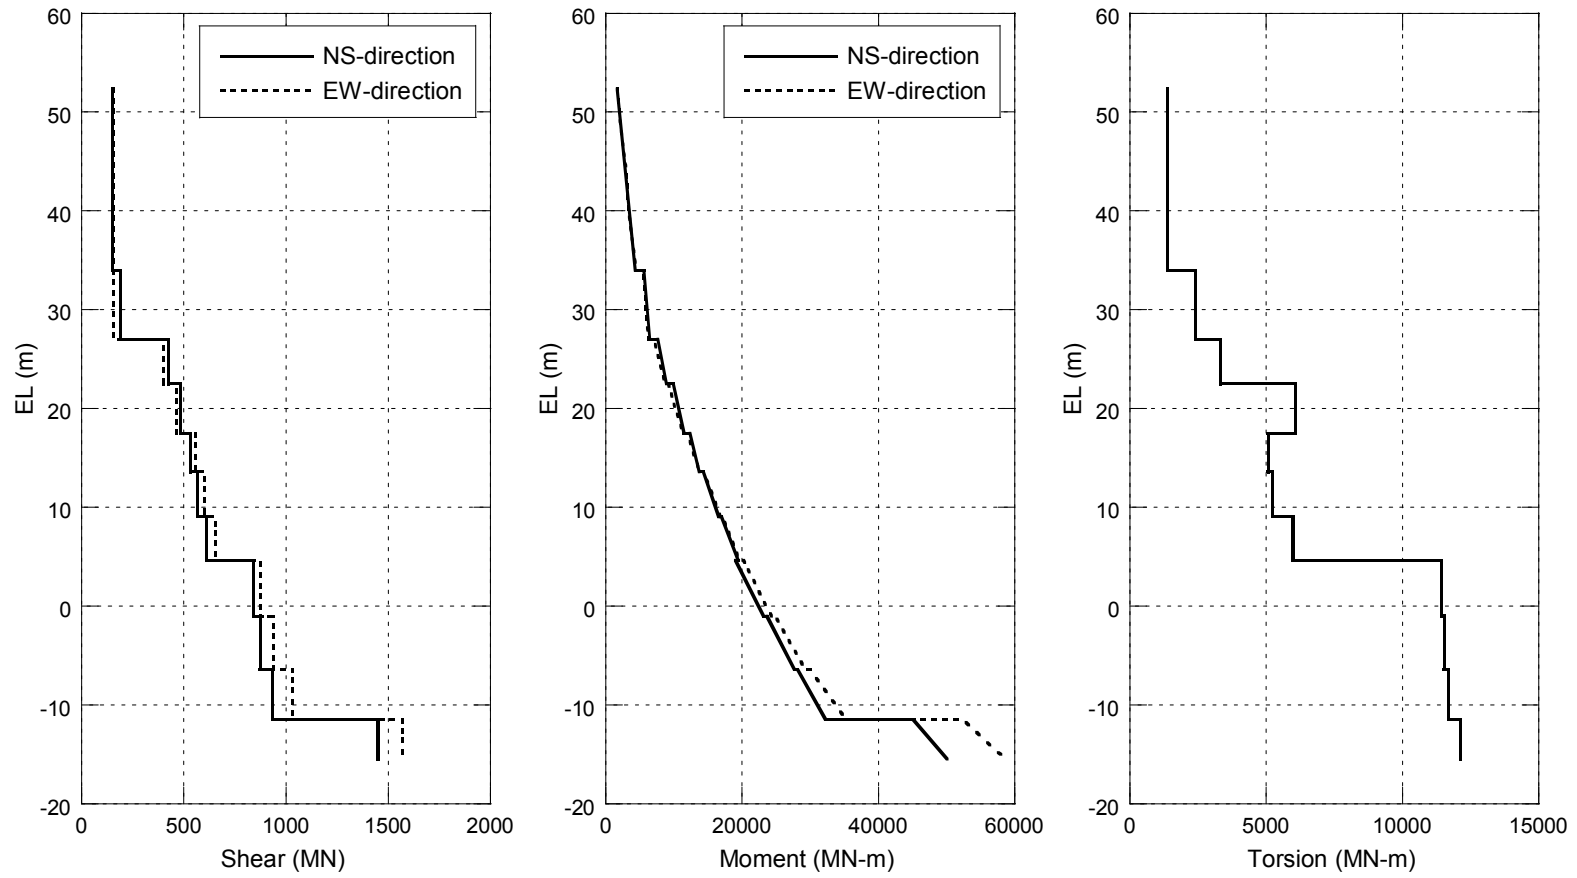 60
50
40
30
20
10
0
-10
-20
EL (m)
NS-direction
EW-direction
0 500 1000 1500 2000
Shear (MN)
60
50
40
30
20
10
0
-10
-20
EL (m)
NS-direction
EW-direction
0 20000 40000 60000
Moment (MN-m)
60
50
40
30
20
10
0
-10
-20
EL (m)
0 5000 10000 15000
Torsion (MN-m)